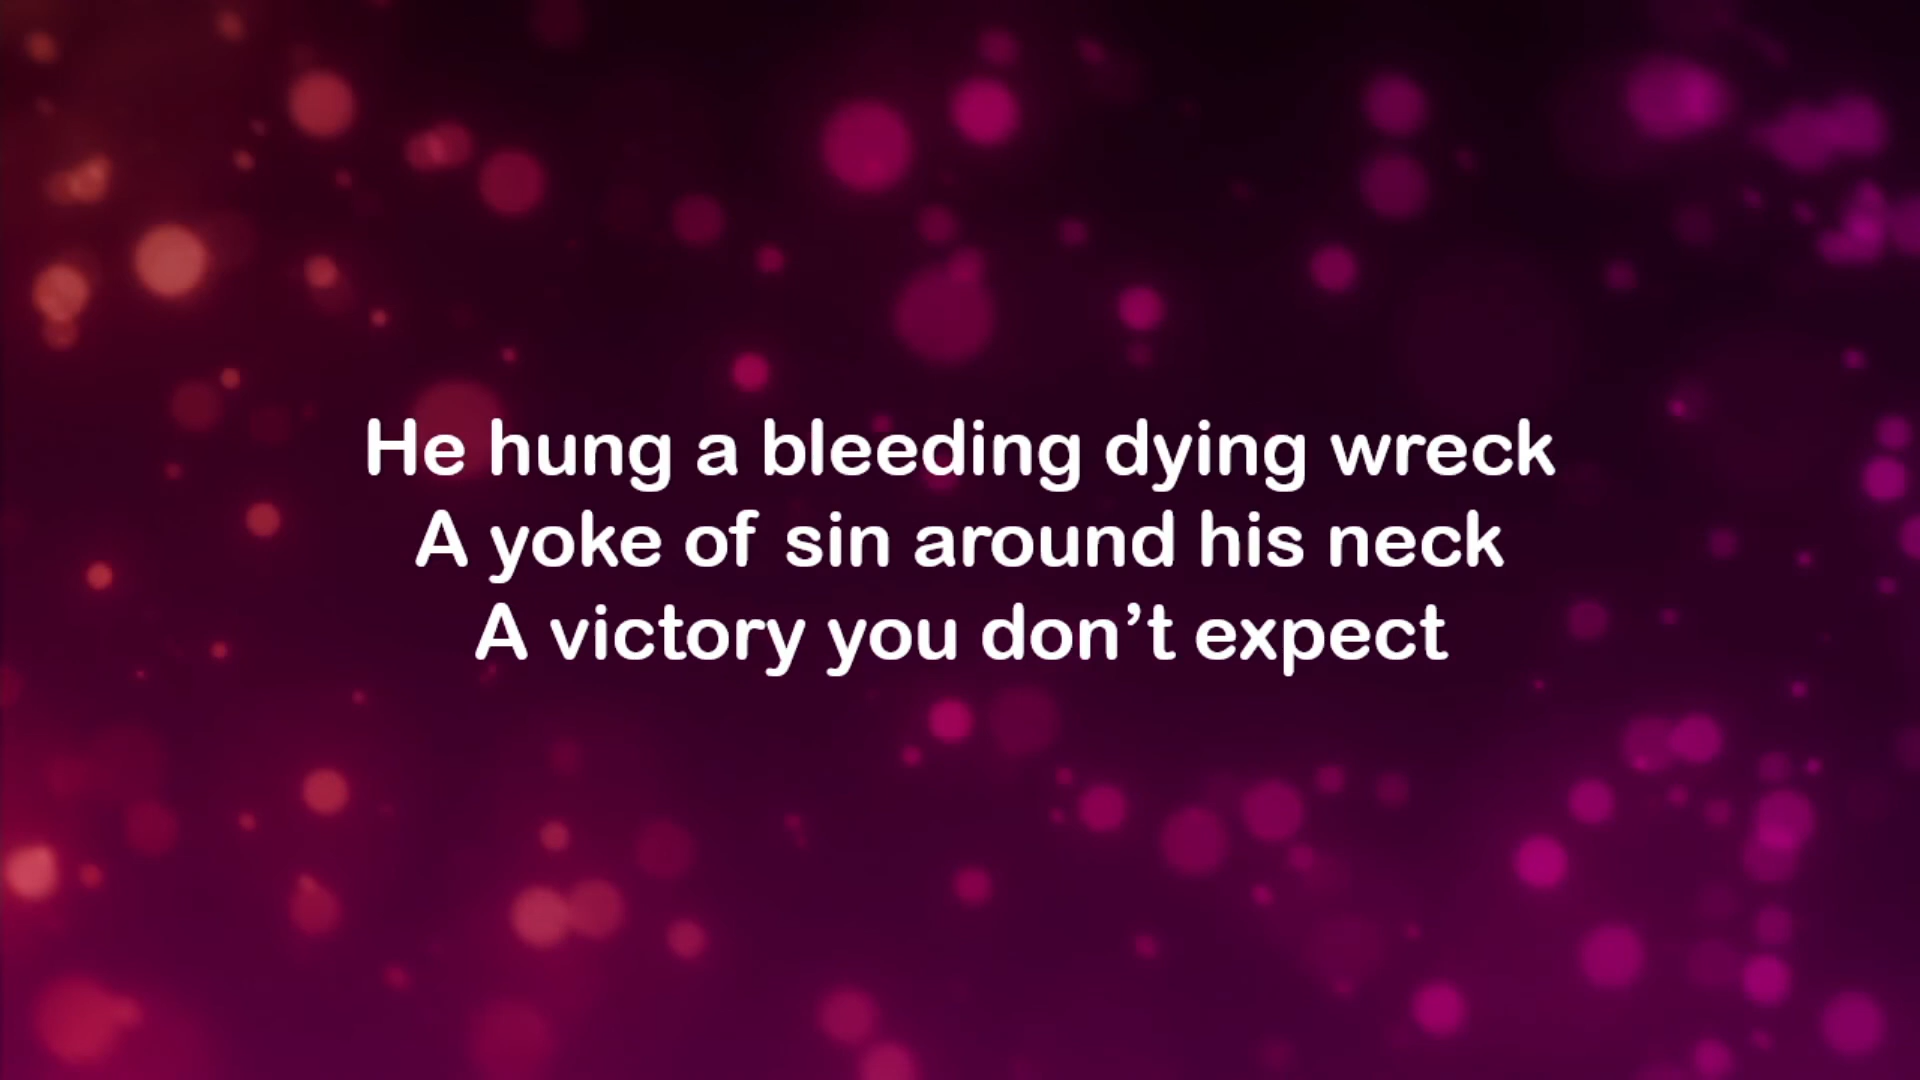 He hung a bleeding dying wreck
A yoke of sin around his neck
A victory you don’t expect